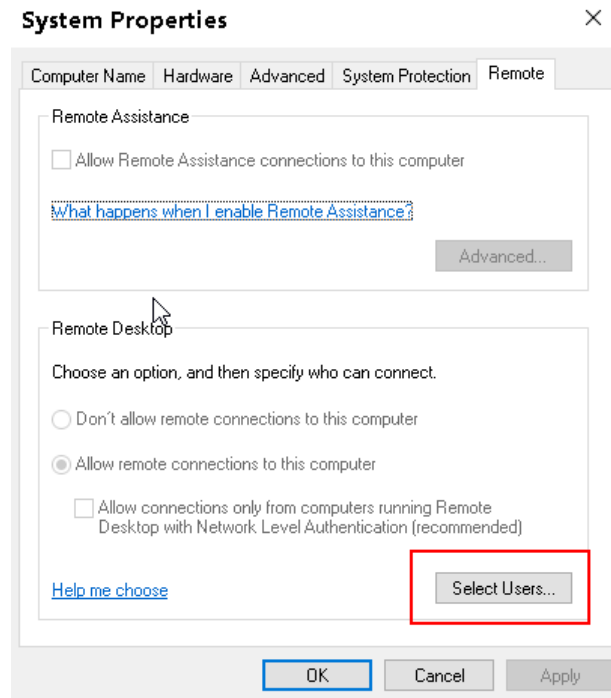 System Properties
Computer Name Hardware Advanced System Protection Remote
Remote Assistance
Allow Remote Assistance connections to this computer
What happens when I enable Remote Assistance?
Advanced...
Remote Desktop
Choose an option, and then specify who can connect.
Don't allow remote connections to this computer
Allow remote connections to this computer
Allow connections only from computers running Remote
Desktop with Network Level Authentication (recommended)
Help me choose
Select Users...
OK Cancel Apply